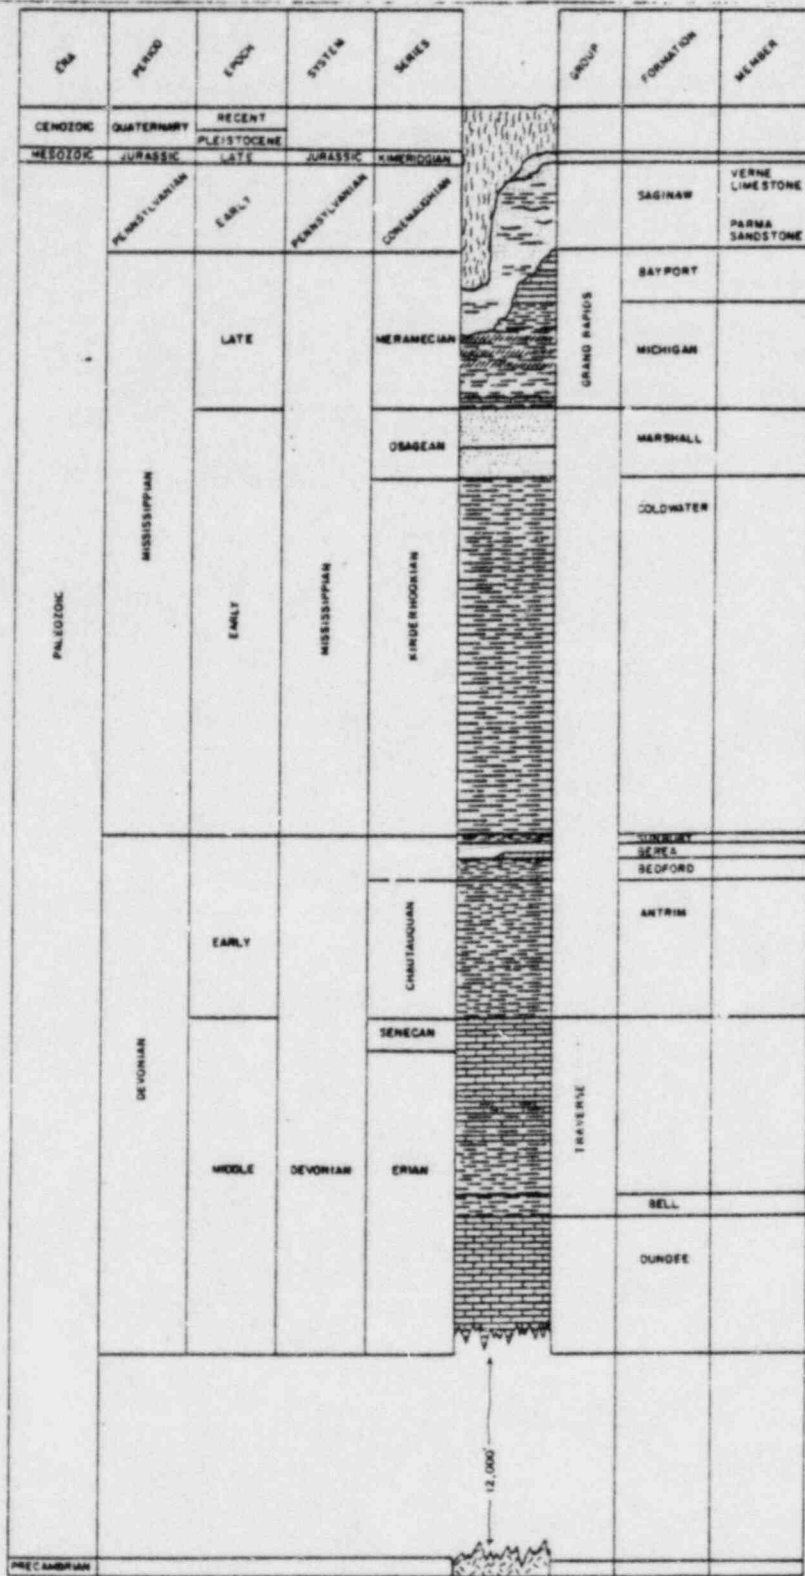 ERA PERIOD EPOCH SYSTEM SERIES GROUP FORMATION MEMBER
CENOZOIC QUATERNARY RECENT
PLEISTOCENE
MESOZOIC JURASSIC LATE JURASSIC KIMERIDGIAN
PENNSYLVANIAN EARLY PENNSYLVANIAN CONEMAUGHIAN SAGINAW
VERNE
LIMESTONE
PARMA
SANDSTONE
PALEOZOIC
MISSISSIPPIAN
LATE
MISSISSIPPIAN
MERAMECIAN
GRAND RAPIDS
BAYPORT
MICHIGAN
EARLY
OSAGEAN
MARSHALL
KINDERHOOKIAN
COLDWATER
SUNBURY
BEREA
BEDFORD
DEVONIAN
EARLY
DEVONIAN
CHAUTAUQUAN
ANTRIM
MIDDLE
SENECAN
ERIAN
TRAVERSE
BELL
DUNDEE
12,000'
PRECAMBRIAN